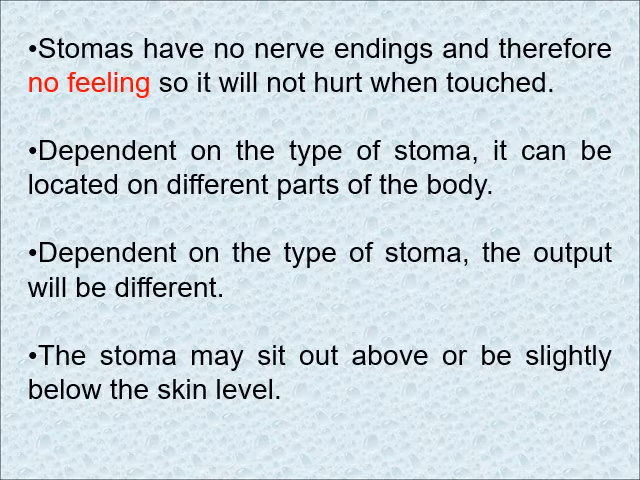 •Stomas have no nerve endings and therefore
no feeling so it will not hurt when touched.
•Dependent on the type of stoma, it can be
located on different parts of the body.
•Dependent on the type of stoma, the output
will be different.
•The stoma may sit out above or be slightly
below the skin level.